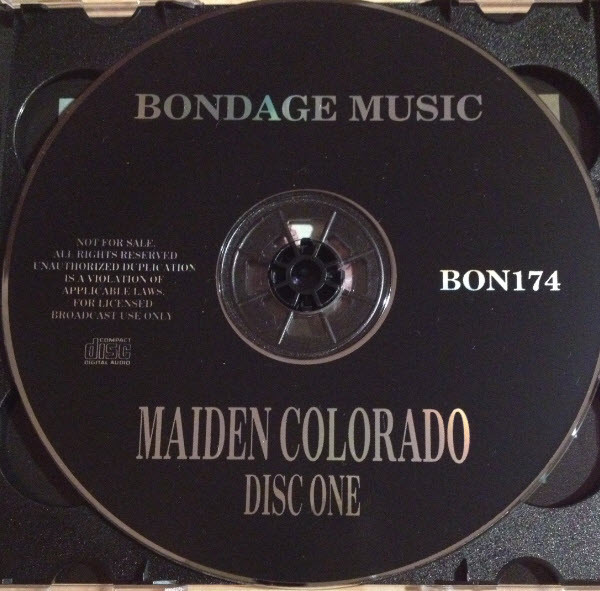 BONDAGE MUSIC
NOT FOR SALE.
ALL RIGHTS RESERVED
UNAUTHORIZED DUPLICATION
IS A VIOLATION OF
APPLICABLE LAWS.
FOR LICENSED
BROADCAST USE ONLY
BON174
COMPACT
disc
DIGITAL AUDIO
MAIDEN COLORADO
DISC ONE